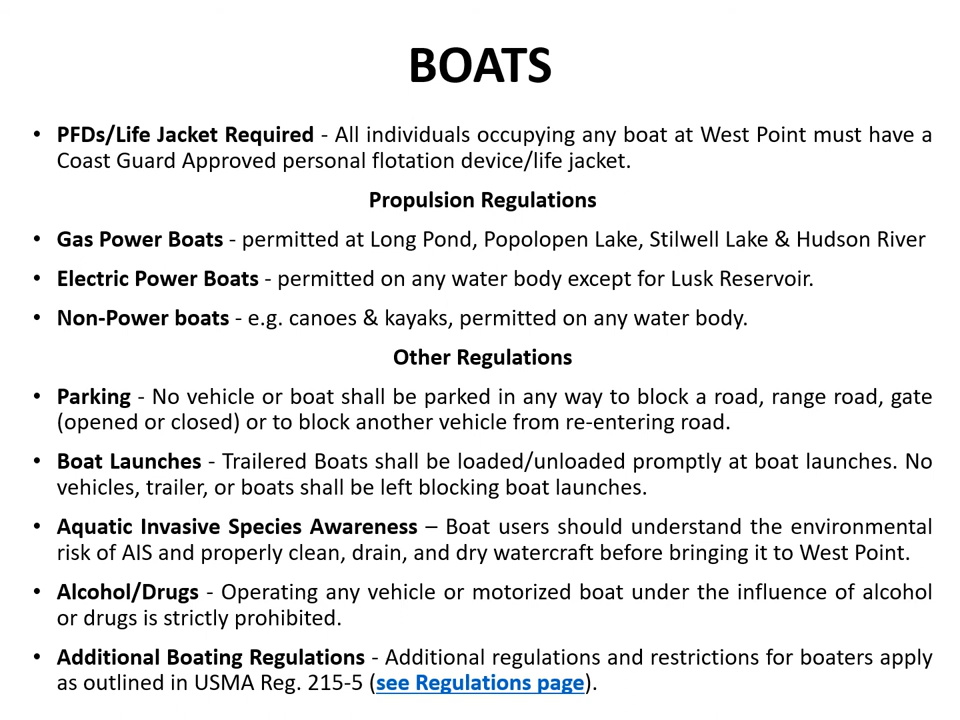 BOATS
• PFDs/Life Jacket Required - All individuals occupying any boat at West Point must have a
Coast Guard Approved personal flotation device/life jacket.
Propulsion Regulations
• Gas Power Boats - permitted at Long Pond, Popolopen Lake, Stilwell Lake & Hudson River
• Electric Power Boats - permitted on any water body except for Lusk Reservoir.
• Non-Power boats - e.g. canoes & kayaks, permitted on any water body.
Other Regulations
• Parking - No vehicle or boat shall be parked in any way to block a road, range road, gate
(opened or closed) or to block another vehicle from re-entering road.
• Boat Launches - Trailered Boats shall be loaded/unloaded promptly at boat launches. No
vehicles, trailer, or boats shall be left blocking boat launches.
• Aquatic Invasive Species Awareness – Boat users should understand the environmental
risk of AIS and properly clean, drain, and dry watercraft before bringing it to West Point.
• Alcohol/Drugs - Operating any vehicle or motorized boat under the influence of alcohol
or drugs is strictly prohibited.
• Additional Boating Regulations - Additional regulations and restrictions for boaters apply
as outlined in USMA Reg. 215-5 (see Regulations page).